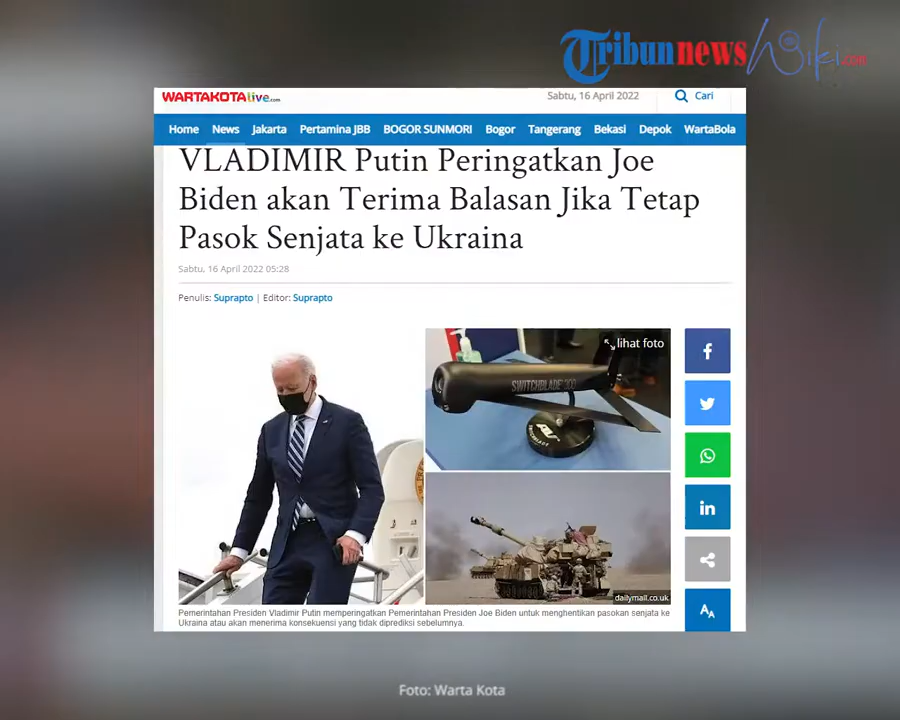 TribunnewsWiki.com
WARTAKOTAlive.com
Sabtu, 16 April 2022
Cari
Home News Jakarta Pertamina JBB BOGOR SUNMORI Bogor Tangerang Bekasi Depok WartaBola
VLADIMIR Putin Peringatkan Joe
Biden akan Terima Balasan Jika Tetap
Pasok Senjata ke Ukraina
Sabtu, 16 April 2022 05:28
Penulis: Suprapto | Editor: Suprapto
lihat foto
SWITCHBLADE 300
SWITCHBLADE
dailymail.co.uk
Pemerintahan Presiden Vladimir Putin memperingatkan Pemerintahan Presiden Joe Biden untuk menghentikan pasokan senjata ke
Ukraina atau akan menerima konsekuensi yang tidak diprediksi sebelumnya.
AA
Foto: Warta Kota